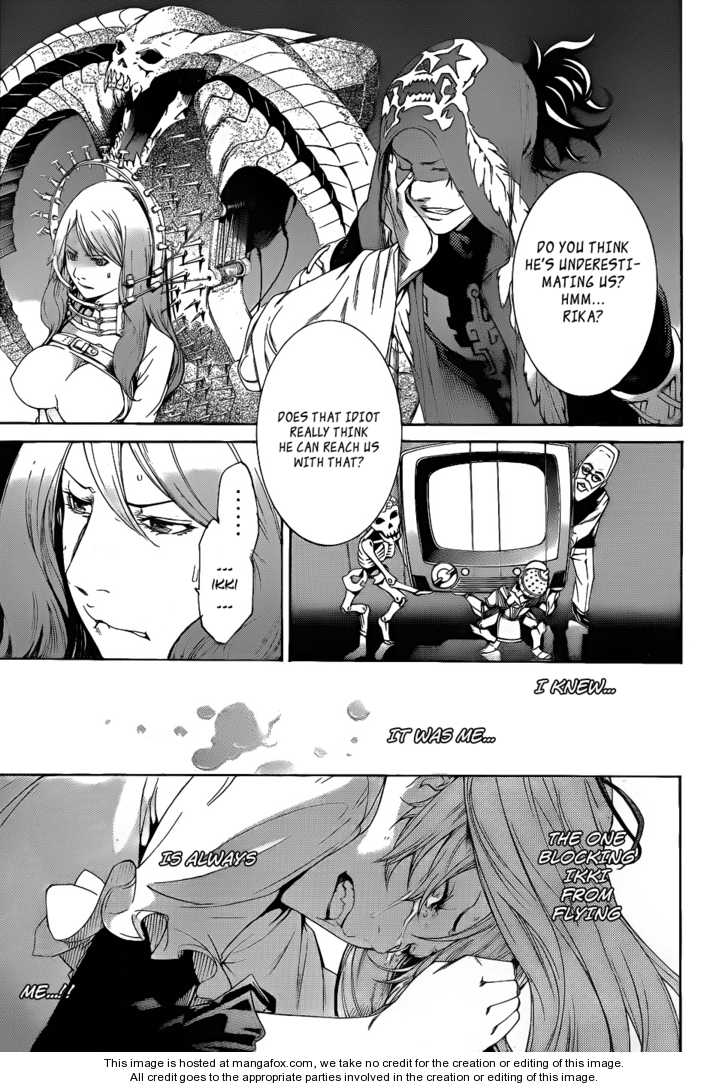 DO YOU THINK
HE'S UNDERESTI-
MATING US?
HMM...
RIKA?
DOES THAT IDIOT
REALLY THINK
HE CAN REACH US
WITH THAT?
......
...
IKKI
...
I KNEW...
IT WAS ME...
THE ONE
BLOCKING
IKKI
FROM
FLYING
IS ALWAYS
ME...!!
This image is hosted at mangafox.com, we take no credit for the creation or editing of this image.
All credit goes to the appropriate parties involved in the creation or editing of this image.